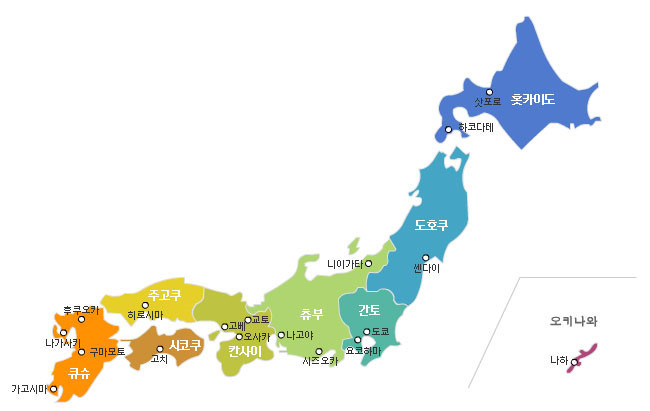 삿포로
홋카이도
하코다테
도호쿠
니이가타
센다이
주고쿠
히로시마
후쿠오카
나가사키
구마모토
큐슈
가고시마
시코쿠
고치
고베
교토
오사카
칸사이
츄부
나고야
시즈오카
간토
도쿄
요코하마
오키나와
나하